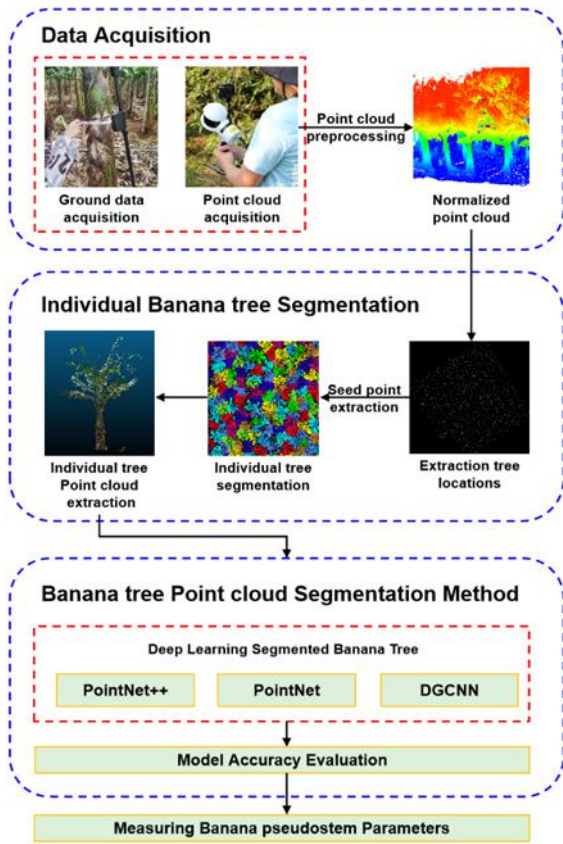 Data Acquisition
Point cloud
preprocessing
Ground data
acquisition
Point cloud
acquisition
Normalized
point cloud
Individual Banana tree Segmentation
Seed point
extraction
Individual tree
Point cloud
extraction
Individual tree
segmentation
Extraction tree
locations
Banana tree Point cloud Segmentation Method
Deep Learning Segmented Banana Tree
PointNet++
PointNet
DGCNN
Model Accuracy Evaluation
Measuring Banana pseudostem Parameters